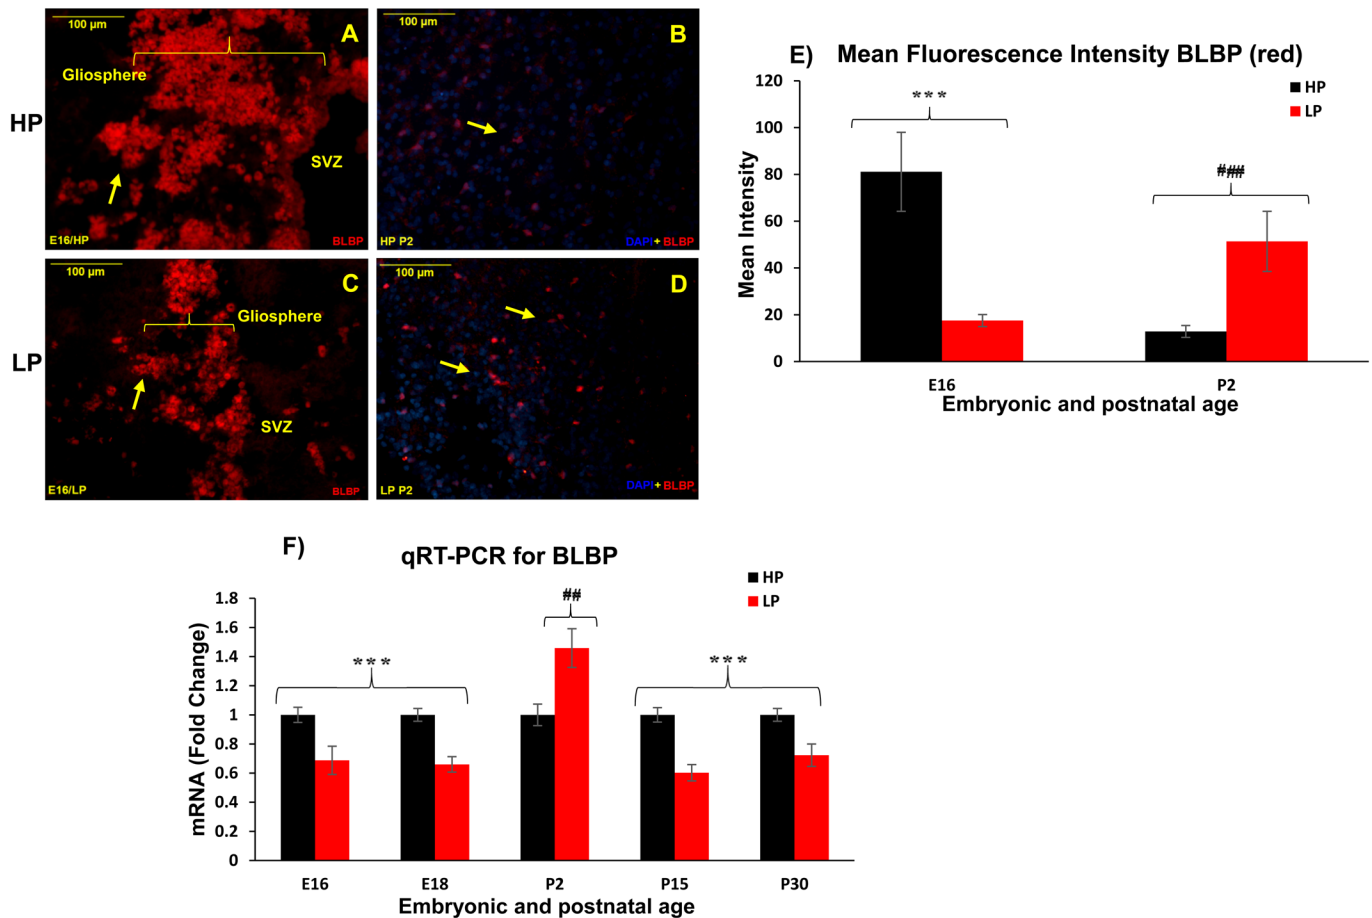 100 µm
A
Gliosphere
SVZ
E16/HP
BLBP
HP
100 µm
B
HP P2
DAPI+BLBP
100 µm
C
Gliosphere
SVZ
E16/LP
BLBP
LP
100 µm
D
LP P2
DAPI+BLBP
E) Mean Fluorescence Intensity BLBP (red)
120
100
80
60
40
20
0
Mean Intensity
***
###
HP
LP
E16 P2
Embryonic and postnatal age
F) qRT-PCR for BLBP
HP
LP
1.8
1.6
1.4
1.2
1
0.8
0.6
0.4
0.2
0
mRNA (Fold Change)
***
##
***
E16 E18 P2 P15 P30
Embryonic and postnatal age